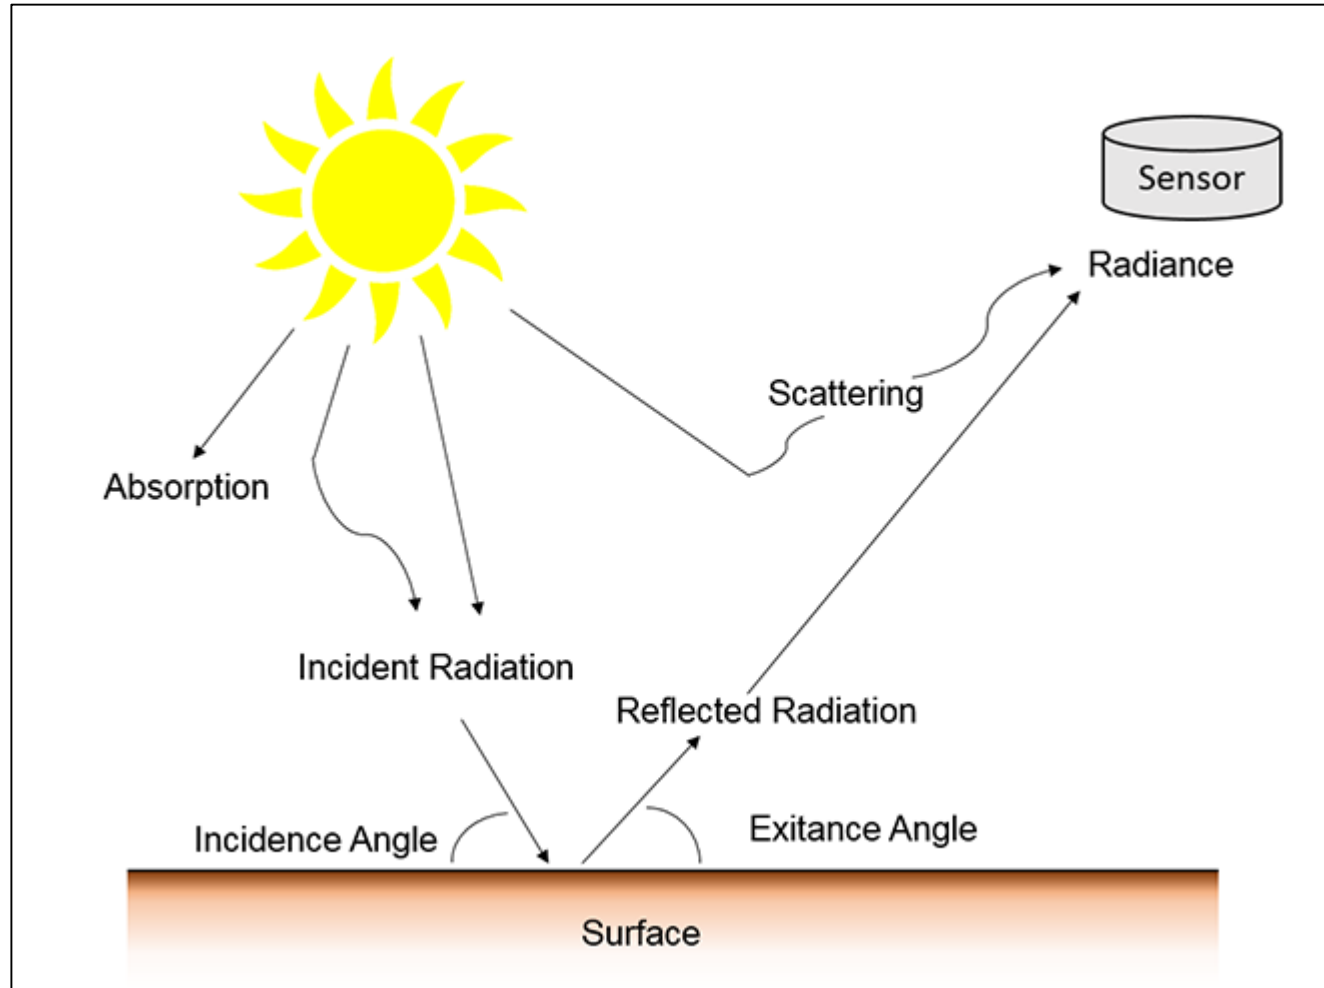 Sensor
Radiance
Scattering
Absorption
Incident Radiation
Reflected Radiation
Incidence Angle
Exitance Angle
Surface